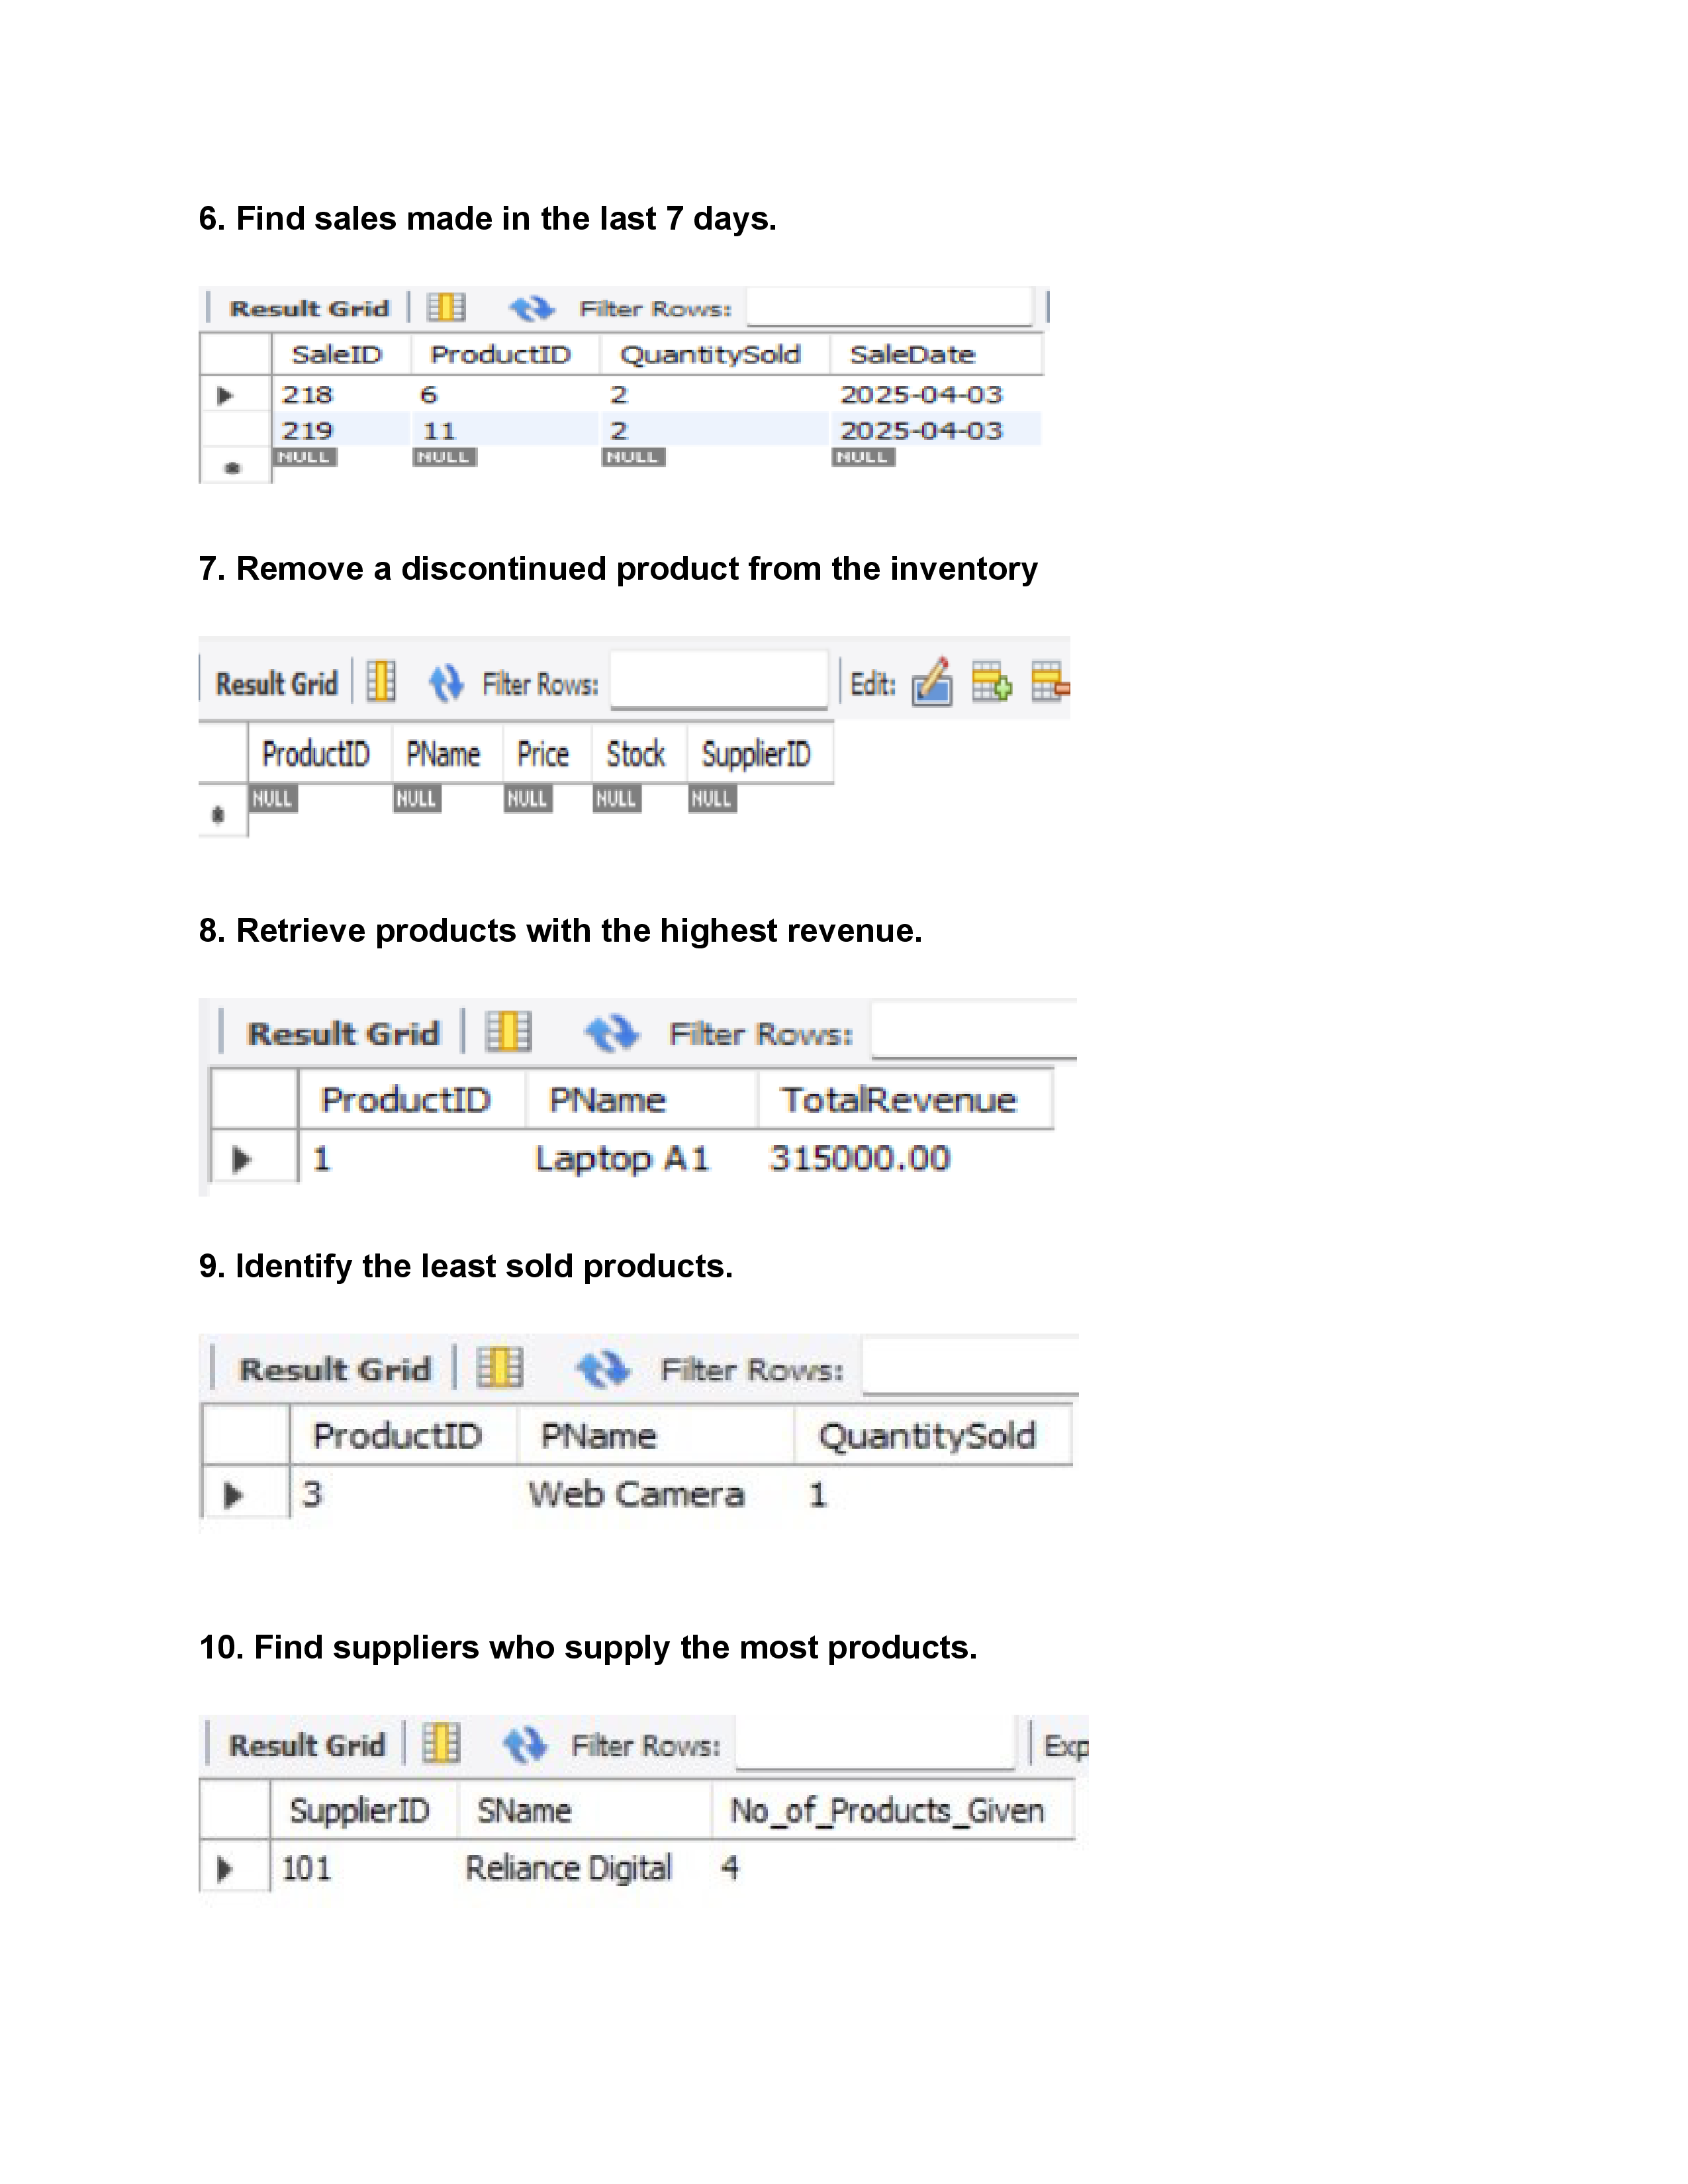 6. Find sales made in the last 7 days.
Result Grid Filter Rows:
SaleID ProductID QuantitySold SaleDate
218 6 2 2025-04-03
219 11 2 2025-04-03
NULL NULL NULL NULL
7. Remove a discontinued product from the inventory
Result Grid Filter Rows: Edit:
ProductID PName Price Stock SupplierID
NULL NULL NULL NULL NULL
8. Retrieve products with the highest revenue.
Result Grid Filter Rows:
ProductID PName TotalRevenue
1 Laptop A1 315000.00
9. Identify the least sold products.
Result Grid Filter Rows:
ProductID PName QuantitySold
3 Web Camera 1
10. Find suppliers who supply the most products.
Result Grid Filter Rows: Exp
SupplierID SName No_of_Products_Given
101 Reliance Digital 4